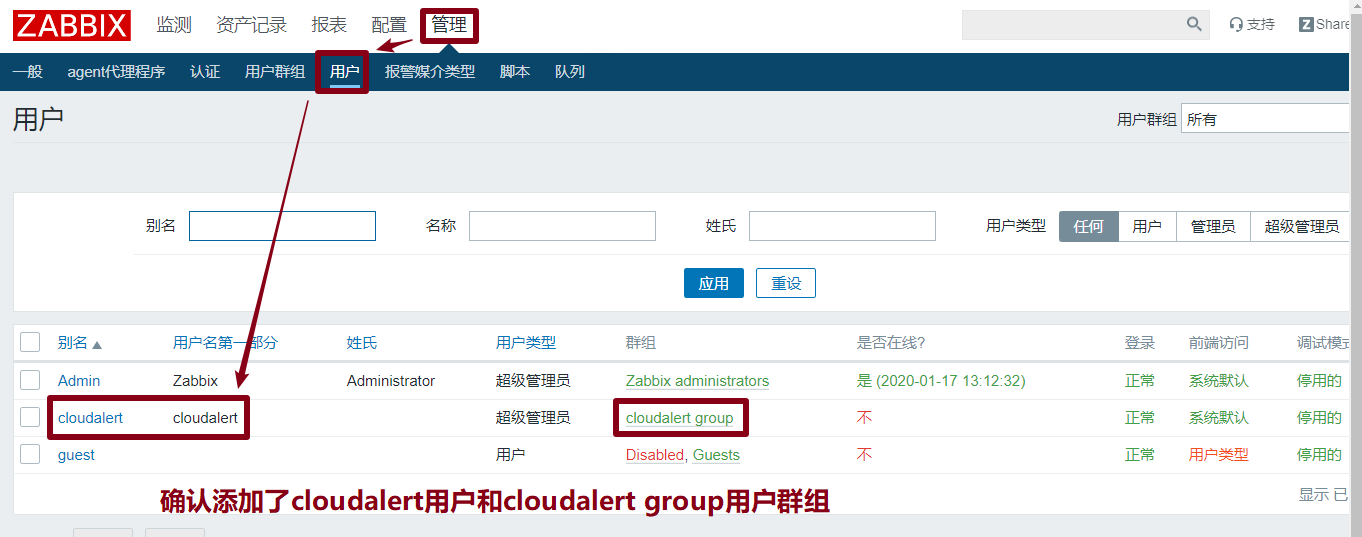 ZABBIX 监测 资产记录 报表 配置 管理 支持 Z Share
一般 agent代理程序 认证 用户群组 用户 报警媒介类型 脚本 队列
用户 用户群组 所有
别名 名称 姓氏 用户类型 任何 用户 管理员 超级管理员
应用 重设
别名 用户名第一部分 姓氏 用户类型 群组 是否在线? 登录 前端访问 调试模式
Admin Zabbix Administrator 超级管理员 Zabbix administrators 是 (2020-01-17 13:12:32) 正常 系统默认 停用的
cloudalert cloudalert 超级管理员 cloudalert group 不 正常 系统默认 停用的
guest 用户 Disabled, Guests 不 正常 用户类型 停用的
显示 已
确认添加了cloudalert用户和cloudalert group用户群组